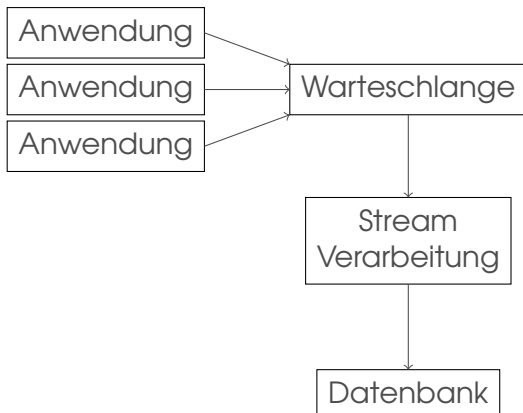 Anwendung
Anwendung
Anwendung
Warteschlange
Stream
Verarbeitung
Datenbank